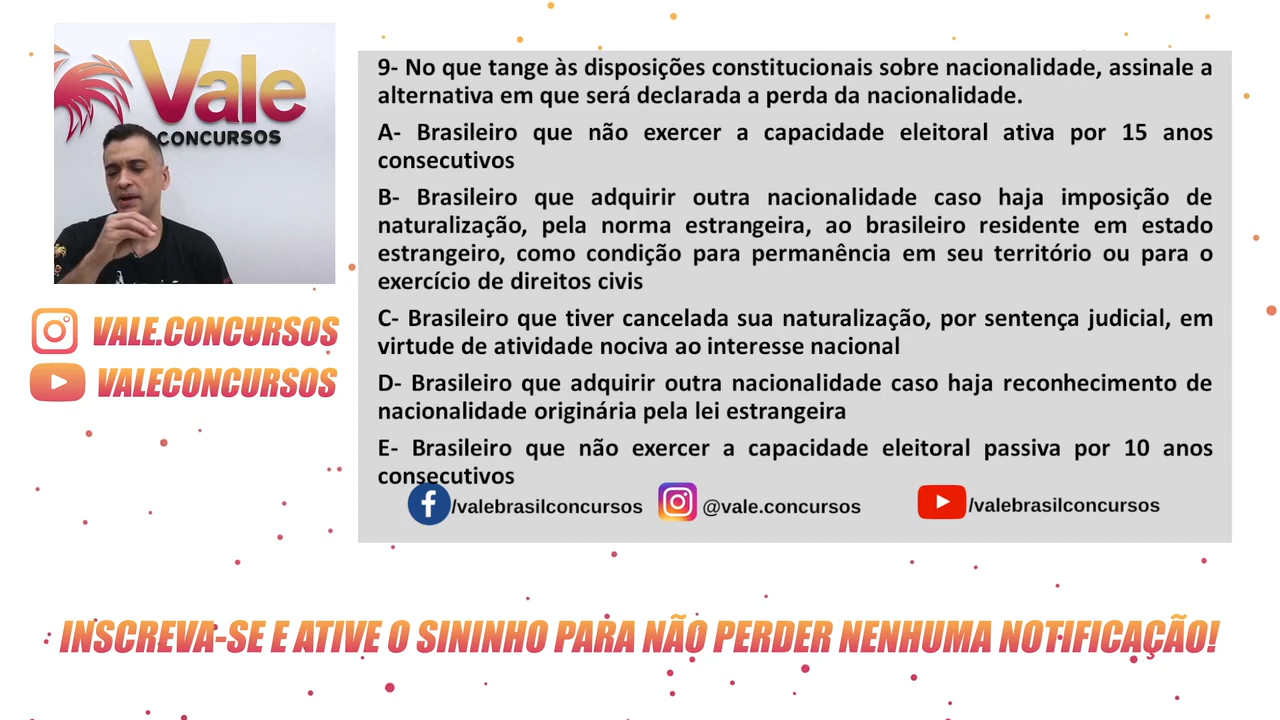 Vale
CONCURSOS
9- No que tange às disposições constitucionais sobre nacionalidade, assinale a
alternativa em que será declarada a perda da nacionalidade.
A- Brasileiro que não exercer a capacidade eleitoral ativa por 15 anos
consecutivos
B- Brasileiro que adquirir outra nacionalidade caso haja imposição de
naturalização, pela norma estrangeira, ao brasileiro residente em estado
estrangeiro, como condição para permanência em seu território ou para o
exercício de direitos civis
C- Brasileiro que tiver cancelada sua naturalização, por sentença judicial, em
virtude de atividade nociva ao interesse nacional
D- Brasileiro que adquirir outra nacionalidade caso haja reconhecimento de
nacionalidade originária pela lei estrangeira
E- Brasileiro que não exercer a capacidade eleitoral passiva por 10 anos
consecutivos
/valebrasilconcursos @vale.concursos /valebrasilconcursos
VALE.CONCURSOS
VALECONCURSOS
INSCREVA-SE E ATIVE O SININHO PARA NÃO PERDER NENHUMA NOTIFICAÇÃO!